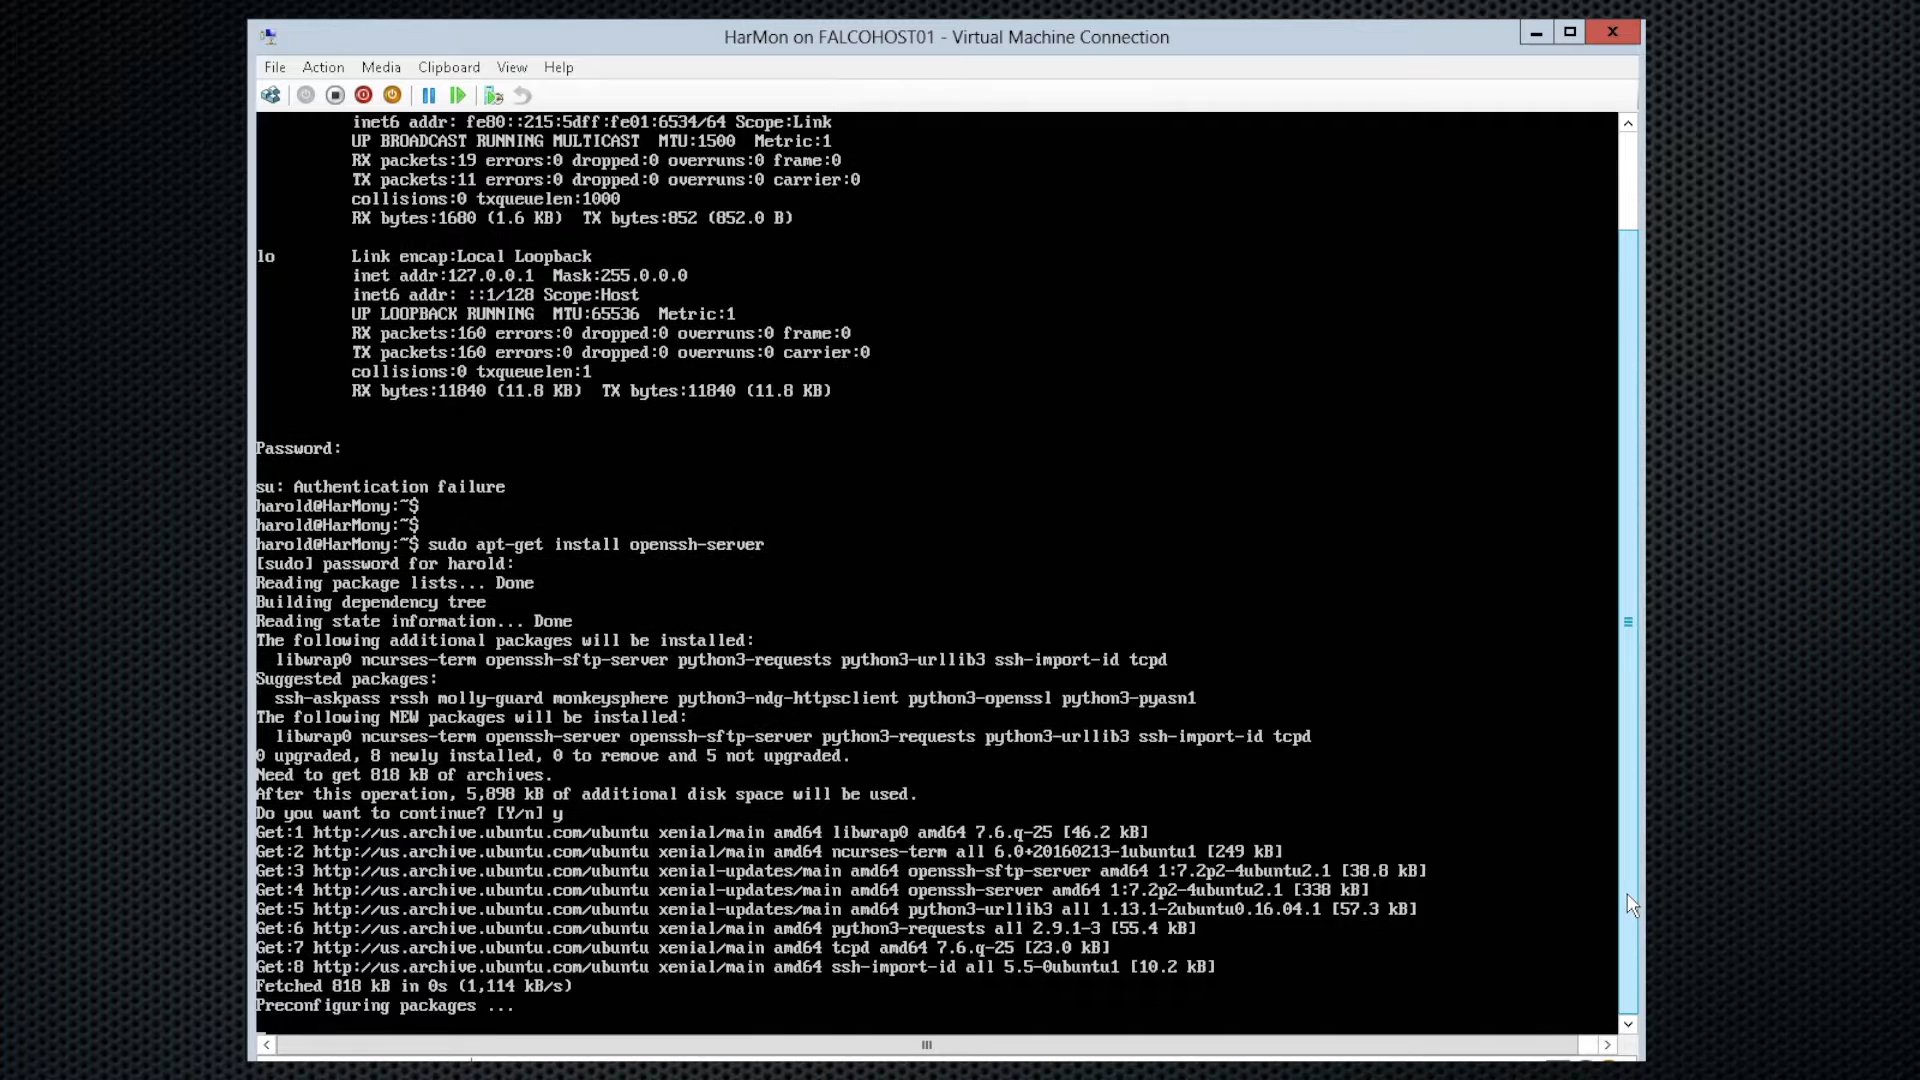 HarMon on FALCOHOST01 - Virtual Machine Connection
File Action Media Clipboard View Help
inet6 addr: fe80::215:5dff:fe01:6534/64 Scope:Link
UP BROADCAST RUNNING MULTICAST  MTU:1500  Metric:1
RX packets:19 errors:0 dropped:0 overruns:0 frame:0
TX packets:11 errors:0 dropped:0 overruns:0 carrier:0
collisions:0 txqueuelen:1000
RX bytes:1680 (1.6 KB)  TX bytes:852 (852.0 B)
lo        Link encap:Local Loopback
inet addr:127.0.0.1  Mask:255.0.0.0
inet6 addr: ::1/128 Scope:Host
UP LOOPBACK RUNNING  MTU:65536  Metric:1
RX packets:160 errors:0 dropped:0 overruns:0 frame:0
TX packets:160 errors:0 dropped:0 overruns:0 carrier:0
collisions:0 txqueuelen:1
RX bytes:11840 (11.8 KB)  TX bytes:11840 (11.8 KB)
Password:
su: Authentication failure
harold@HarMony:~$
harold@HarMony:~$
harold@HarMony:~$ sudo apt-get install openssh-server
[sudo] password for harold:
Reading package lists... Done
Building dependency tree
Reading state information... Done
The following additional packages will be installed:
libwrap0 ncurses-term openssh-sftp-server python3-requests python3-urllib3 ssh-import-id tcpd
Suggested packages:
ssh-askpass rssh molly-guard monkeysphere python3-ndg-httpsclient python3-openssl python3-pyasn1
The following NEW packages will be installed:
libwrap0 ncurses-term openssh-server openssh-sftp-server python3-requests python3-urllib3 ssh-import-id tcpd
0 upgraded, 8 newly installed, 0 to remove and 5 not upgraded.
Need to get 818 kB of archives.
After this operation, 5,898 kB of additional disk space will be used.
Do you want to continue? [Y/n] y
Get:1 http://us.archive.ubuntu.com/ubuntu xenial/main amd64 libwrap0 amd64 7.6.q-25 [46.2 kB]
Get:2 http://us.archive.ubuntu.com/ubuntu xenial/main amd64 ncurses-term all 6.0+20160213-1ubuntu1 [249 kB]
Get:3 http://us.archive.ubuntu.com/ubuntu xenial-updates/main amd64 openssh-sftp-server amd64 1:7.2p2-4ubuntu2.1 [38.8 kB]
Get:4 http://us.archive.ubuntu.com/ubuntu xenial-updates/main amd64 openssh-server amd64 1:7.2p2-4ubuntu2.1 [338 kB]
Get:5 http://us.archive.ubuntu.com/ubuntu xenial-updates/main amd64 python3-urllib3 all 1.13.1-2ubuntu0.16.04.1 [57.3 kB]
Get:6 http://us.archive.ubuntu.com/ubuntu xenial/main amd64 python3-requests all 2.9.1-3 [55.4 kB]
Get:7 http://us.archive.ubuntu.com/ubuntu xenial/main amd64 tcpd amd64 7.6.q-25 [23.0 kB]
Get:8 http://us.archive.ubuntu.com/ubuntu xenial/main amd64 ssh-import-id all 5.5-0ubuntu1 [10.2 kB]
Fetched 818 kB in 0s (1,114 kB/s)
Preconfiguring packages ...